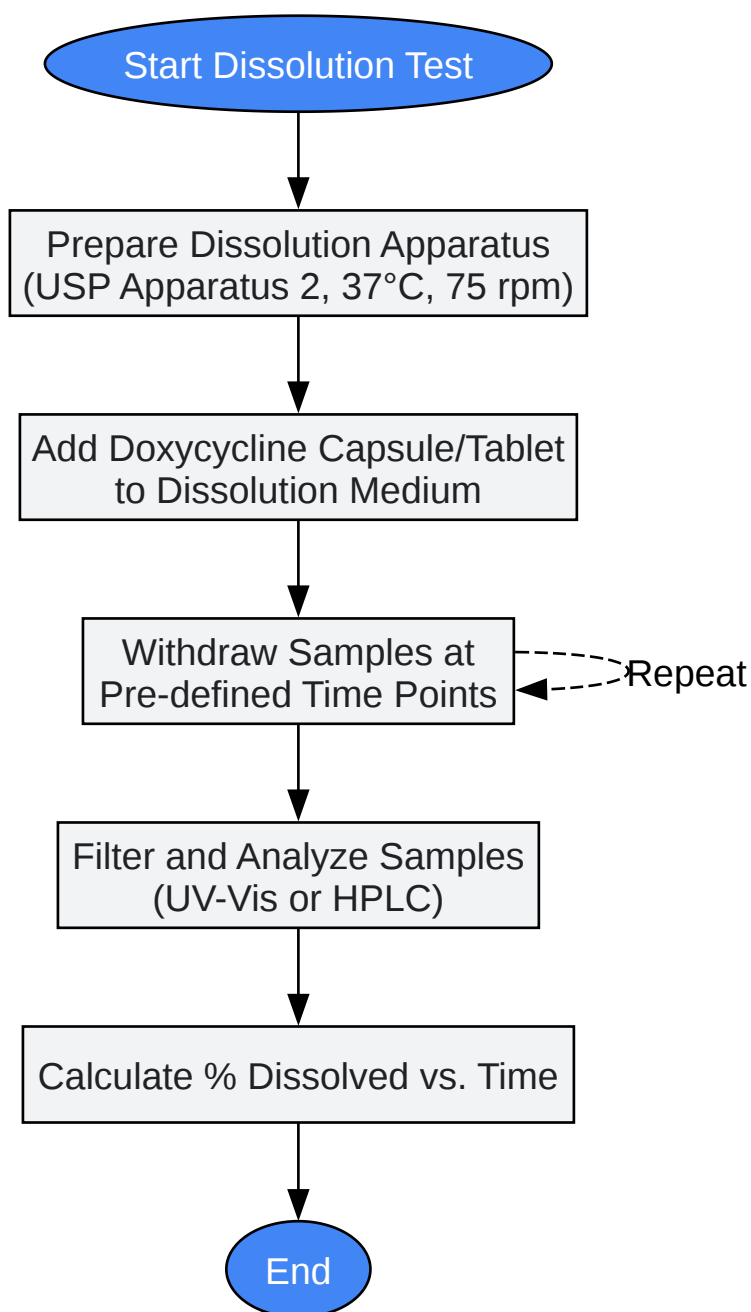 Start Dissolution Test
Prepare Dissolution Apparatus
(USP Apparatus 2, 37°C, 75 rpm)
Add Doxycycline Capsule/Tablet
to Dissolution Medium
Withdraw Samples at
Pre-defined Time Points
Repeat
Filter and Analyze Samples
(UV-Vis or HPLC)
Calculate % Dissolved vs. Time
End